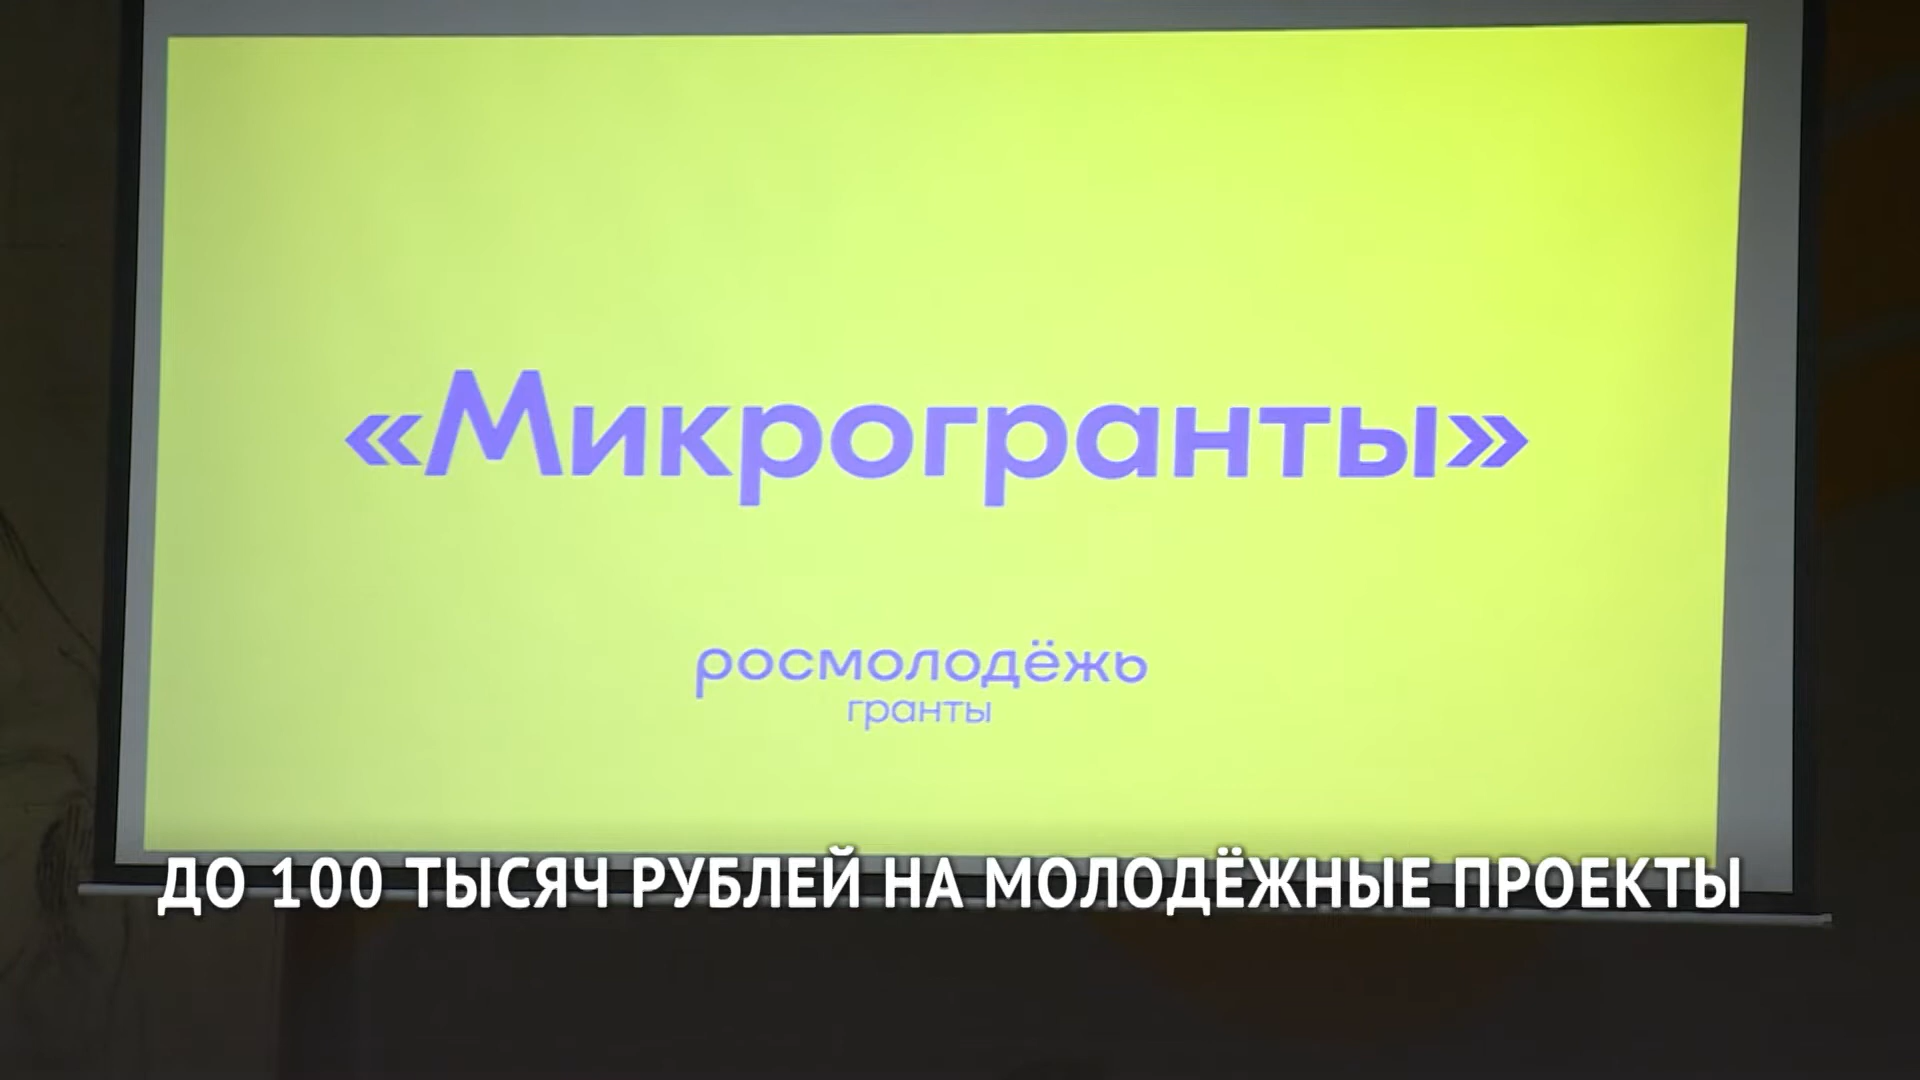 «Микрогранты»
росмолодёжь
гранты
ДО 100 ТЫСЯЧ РУБЛЕЙ НА МОЛОДЁЖНЫЕ ПРОЕКТЫ